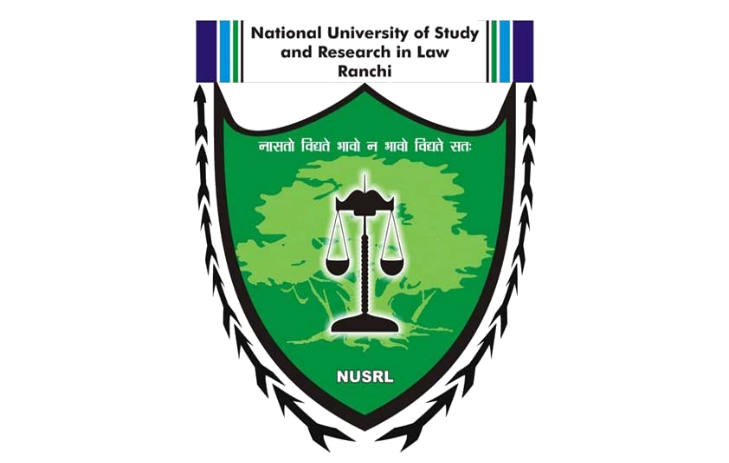 National University of Study
and Research in Law
Ranchi
नासतो विद्यते भावो न भावो विद्यते सतः
NUSRL